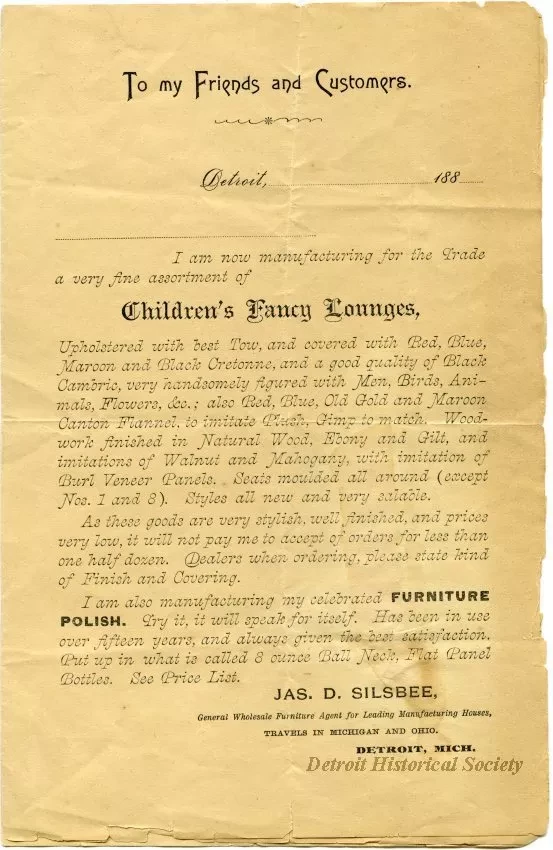 To my Friends and Customers.
Detroit, 188
I am now manufacturing for the Trade
a very fine assortment of
Children's Fancy Lounges,
Upholstered with best Tow, and covered with Red, Blue,
Maroon and Black Cretonne, and a good quality of Black
Cambric, very handsomely figured with Men, Birds, Ani-
mals, Flowers, &c.; also Red, Blue, Old Gold and Maroon
Canton Flannel, to imitate Plush, Gimp to match. Wood-
work finished in Natural Wood, Ebony and Gilt, and
imitations of Walnut and Mahogany, with imitation of
Burl Veneer Panels. Seats moulded all around (except
Nos. 1 and 8). Styles all new and very salable.
As these goods are very stylish, well finished, and prices
very low, it will not pay me to accept of orders for less than
one half dozen. Dealers when ordering, please state kind
of Finish and Covering.
I am also manufacturing my celebrated FURNITURE
POLISH. Try it, it will speak for itself. Has been in use
over fifteen years, and always given the best satisfaction.
Put up in what is called 8 ounce Ball Neck, Flat Panel
Bottles. See Price List.
JAS. D. SILSBEE,
General Wholesale Furniture Agent for Leading Manufacturing Houses,
TRAVELS IN MICHIGAN AND OHIO.
DETROIT, MICH.
Detroit Historical Society